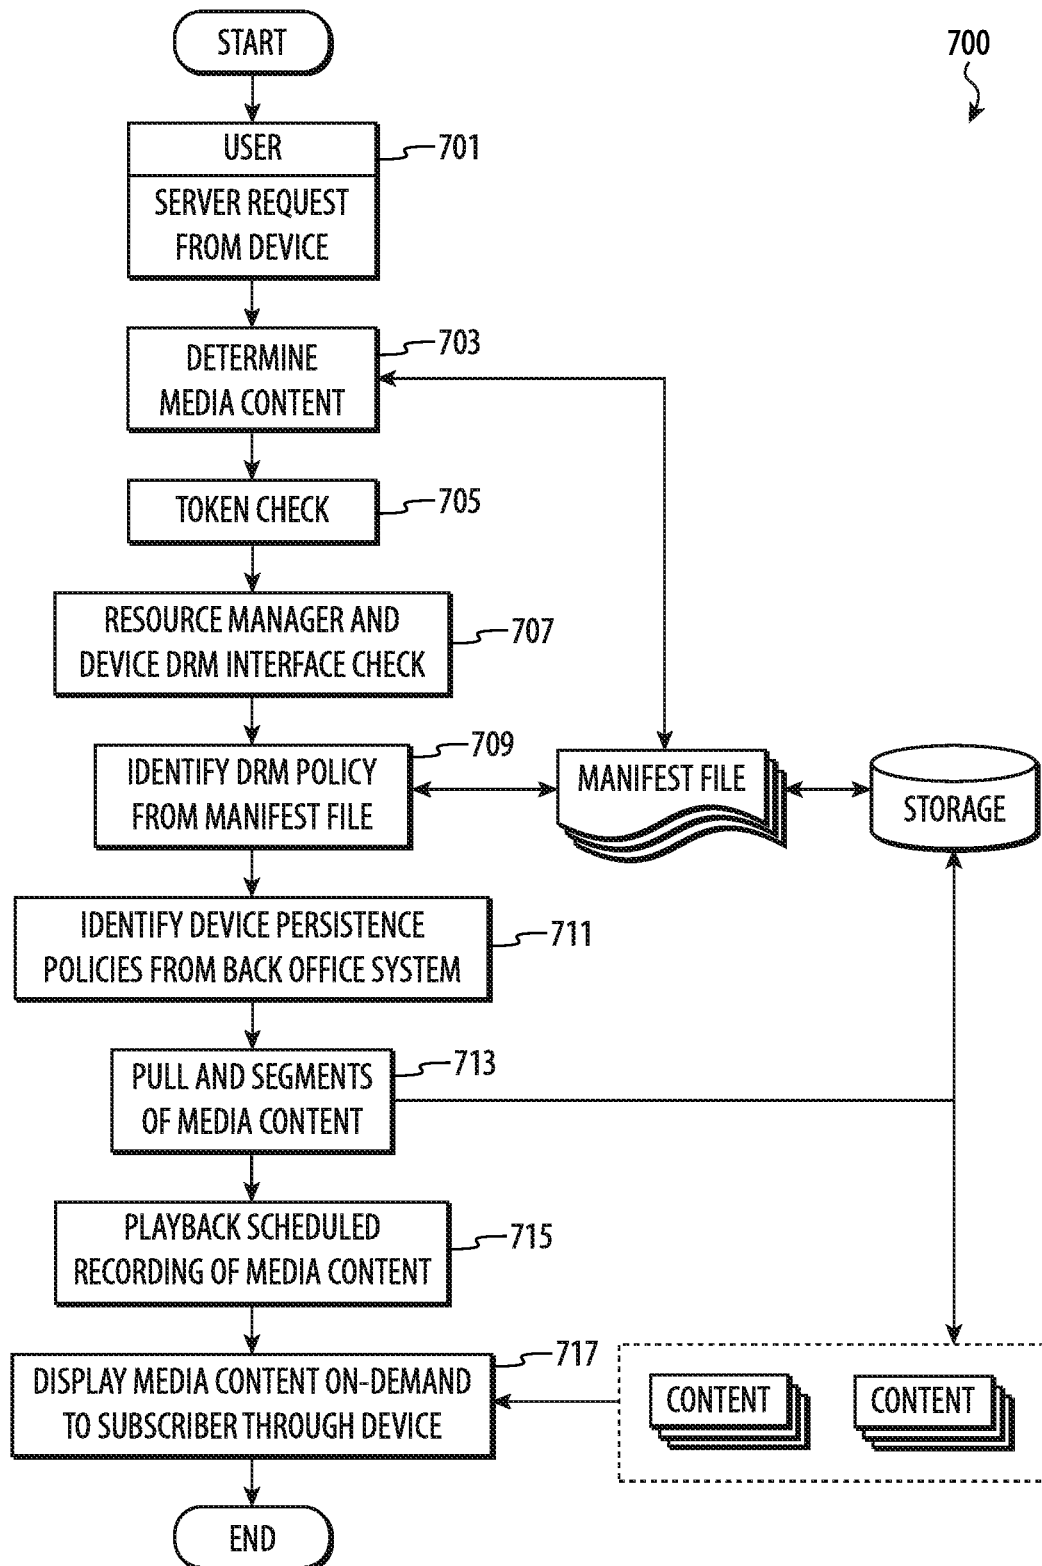 START
700
USER
701
SERVER REQUEST
FROM DEVICE
703
DETERMINE
MEDIA CONTENT
TOKEN CHECK
705
RESOURCE MANAGER AND
DEVICE DRM INTERFACE CHECK
707
709
IDENTIFY DRM POLICY
FROM MANIFEST FILE
MANIFEST FILE
STORAGE
IDENTIFY DEVICE PERSISTENCE
POLICIES FROM BACK OFFICE SYSTEM
711
PULL AND SEGMENTS
OF MEDIA CONTENT
713
PLAYBACK SCHEDULED
RECORDING OF MEDIA CONTENT
715
717
DISPLAY MEDIA CONTENT ON-DEMAND
TO SUBSCRIBER THROUGH DEVICE
CONTENT
CONTENT
END